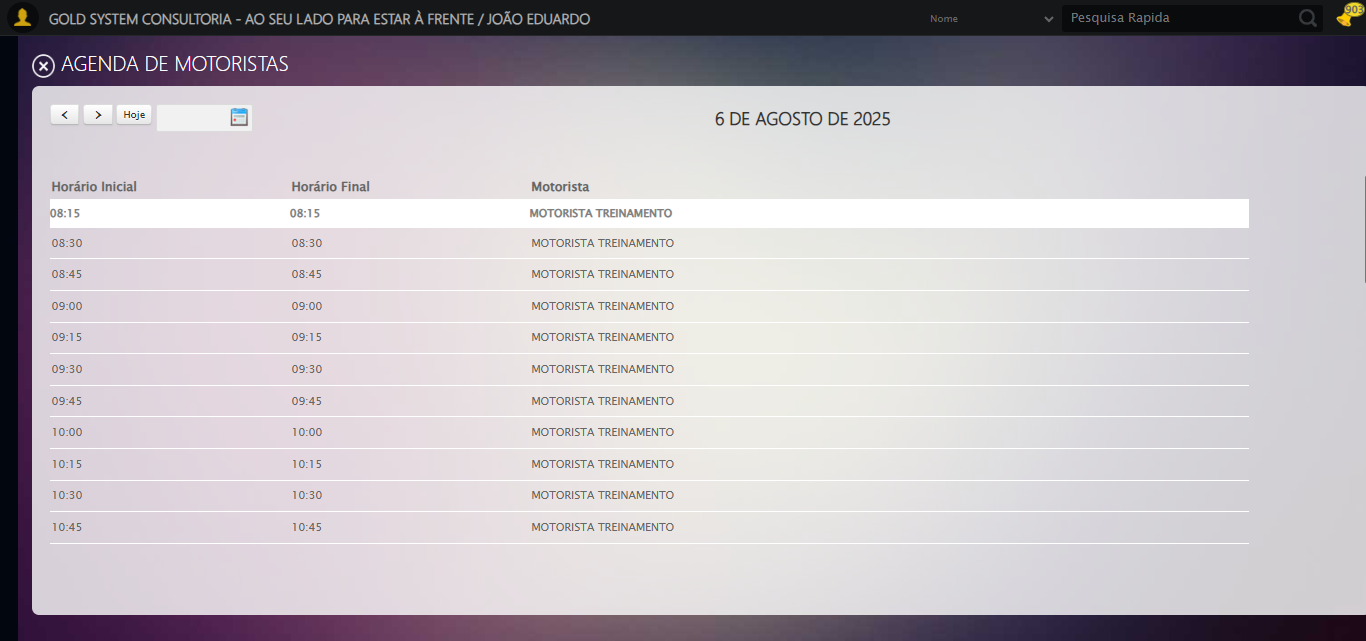 GOLD SYSTEM CONSULTORIA - AO SEU LADO PARA ESTAR À FRENTE / JOÃO EDUARDO Nome Pesquisa Rapida 903
AGENDA DE MOTORISTAS
< > Hoje 6 DE AGOSTO DE 2025
Horário Inicial Horário Final Motorista
08:15 08:15 MOTORISTA TREINAMENTO
08:30 08:30 MOTORISTA TREINAMENTO
08:45 08:45 MOTORISTA TREINAMENTO
09:00 09:00 MOTORISTA TREINAMENTO
09:15 09:15 MOTORISTA TREINAMENTO
09:30 09:30 MOTORISTA TREINAMENTO
09:45 09:45 MOTORISTA TREINAMENTO
10:00 10:00 MOTORISTA TREINAMENTO
10:15 10:15 MOTORISTA TREINAMENTO
10:30 10:30 MOTORISTA TREINAMENTO
10:45 10:45 MOTORISTA TREINAMENTO